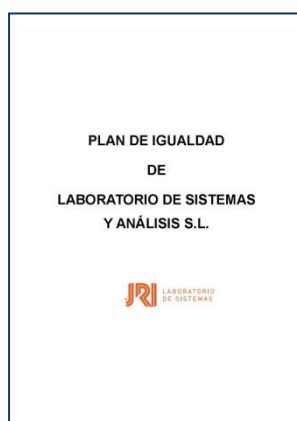 PLAN DE IGUALDAD
DE
LABORATORIO DE SISTEMAS
Y ANÁLISIS S.L.
JRI LABORATORIO
DE SISTEMAS